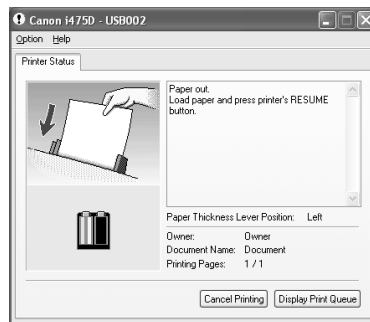 Canon i475D - USB002
Option Help
Printer Status
Paper out.
Load paper and press printer's RESUME
button.
Paper Thickness Lever Position: Left
Owner: Owner
Document Name: Document
Printing Pages: 1 / 1
Cancel Printing Display Print Queue